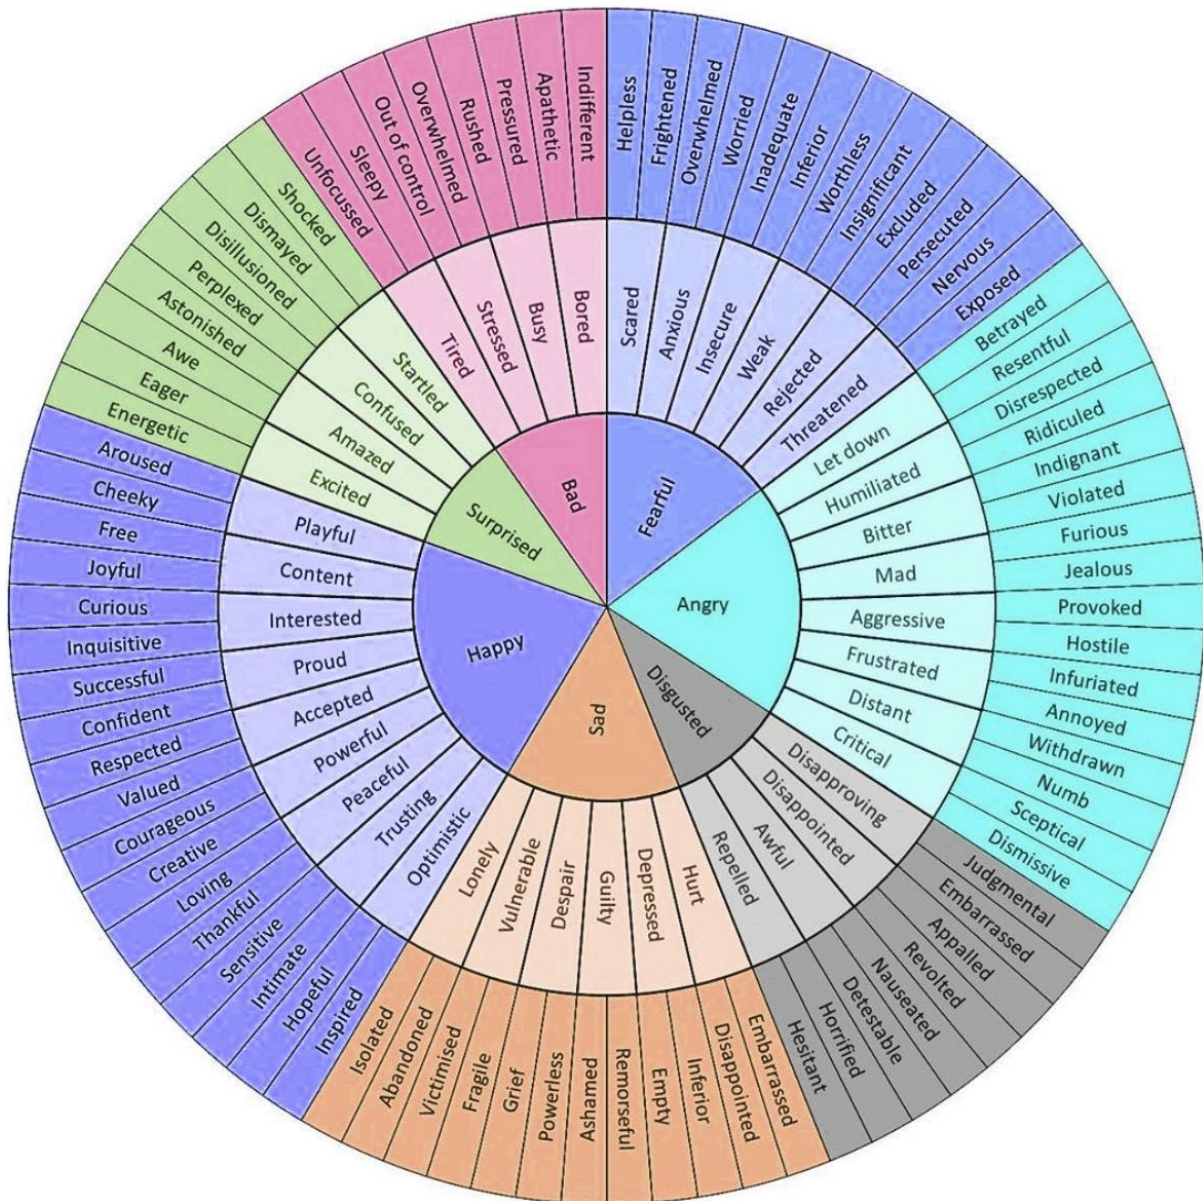 Fearful
Angry
Disgusted
Sad
Happy
Surprised
Bad
Scared
Anxious
Insecure
Weak
Rejected
Threatened
Let down
Humiliated
Bitter
Mad
Aggressive
Frustrated
Distant
Critical
Disapproving
Disappointed
Awful
Repelled
Hurt
Depressed
Guilty
Despair
Vulnerable
Lonely
Optimistic
Trusting
Peaceful
Powerful
Accepted
Proud
Interested
Content
Playful
Excited
Amazed
Confused
Startled
Tired
Stressed
Busy
Bored
Helpless
Frightened
Overwhelmed
Worried
Inadequate
Inferior
Worthless
Insignificant
Excluded
Persecuted
Nervous
Exposed
Betrayed
Resentful
Disrespected
Ridiculed
Indignant
Violated
Furious
Jealous
Provoked
Hostile
Infuriated
Annoyed
Withdrawn
Numb
Sceptical
Dismissive
Judgmental
Embarrassed
Appalled
Revolted
Nauseated
Detestable
Horrified
Hesitant
Embarrassed
Disappointed
Inferior
Empty
Remorseful
Ashamed
Powerless
Grief
Fragile
Victimised
Abandoned
Isolated
Inspired
Hopeful
Intimate
Sensitive
Thankful
Loving
Creative
Courageous
Valued
Respected
Confident
Successful
Inquisitive
Curious
Joyful
Free
Cheeky
Aroused
Energetic
Eager
Awe
Astonished
Perplexed
Disillusioned
Dismayed
Shocked
Unfocussed
Sleepy
Out of control
Overwhelmed
Rushed
Pressured
Apathetic
Indifferent